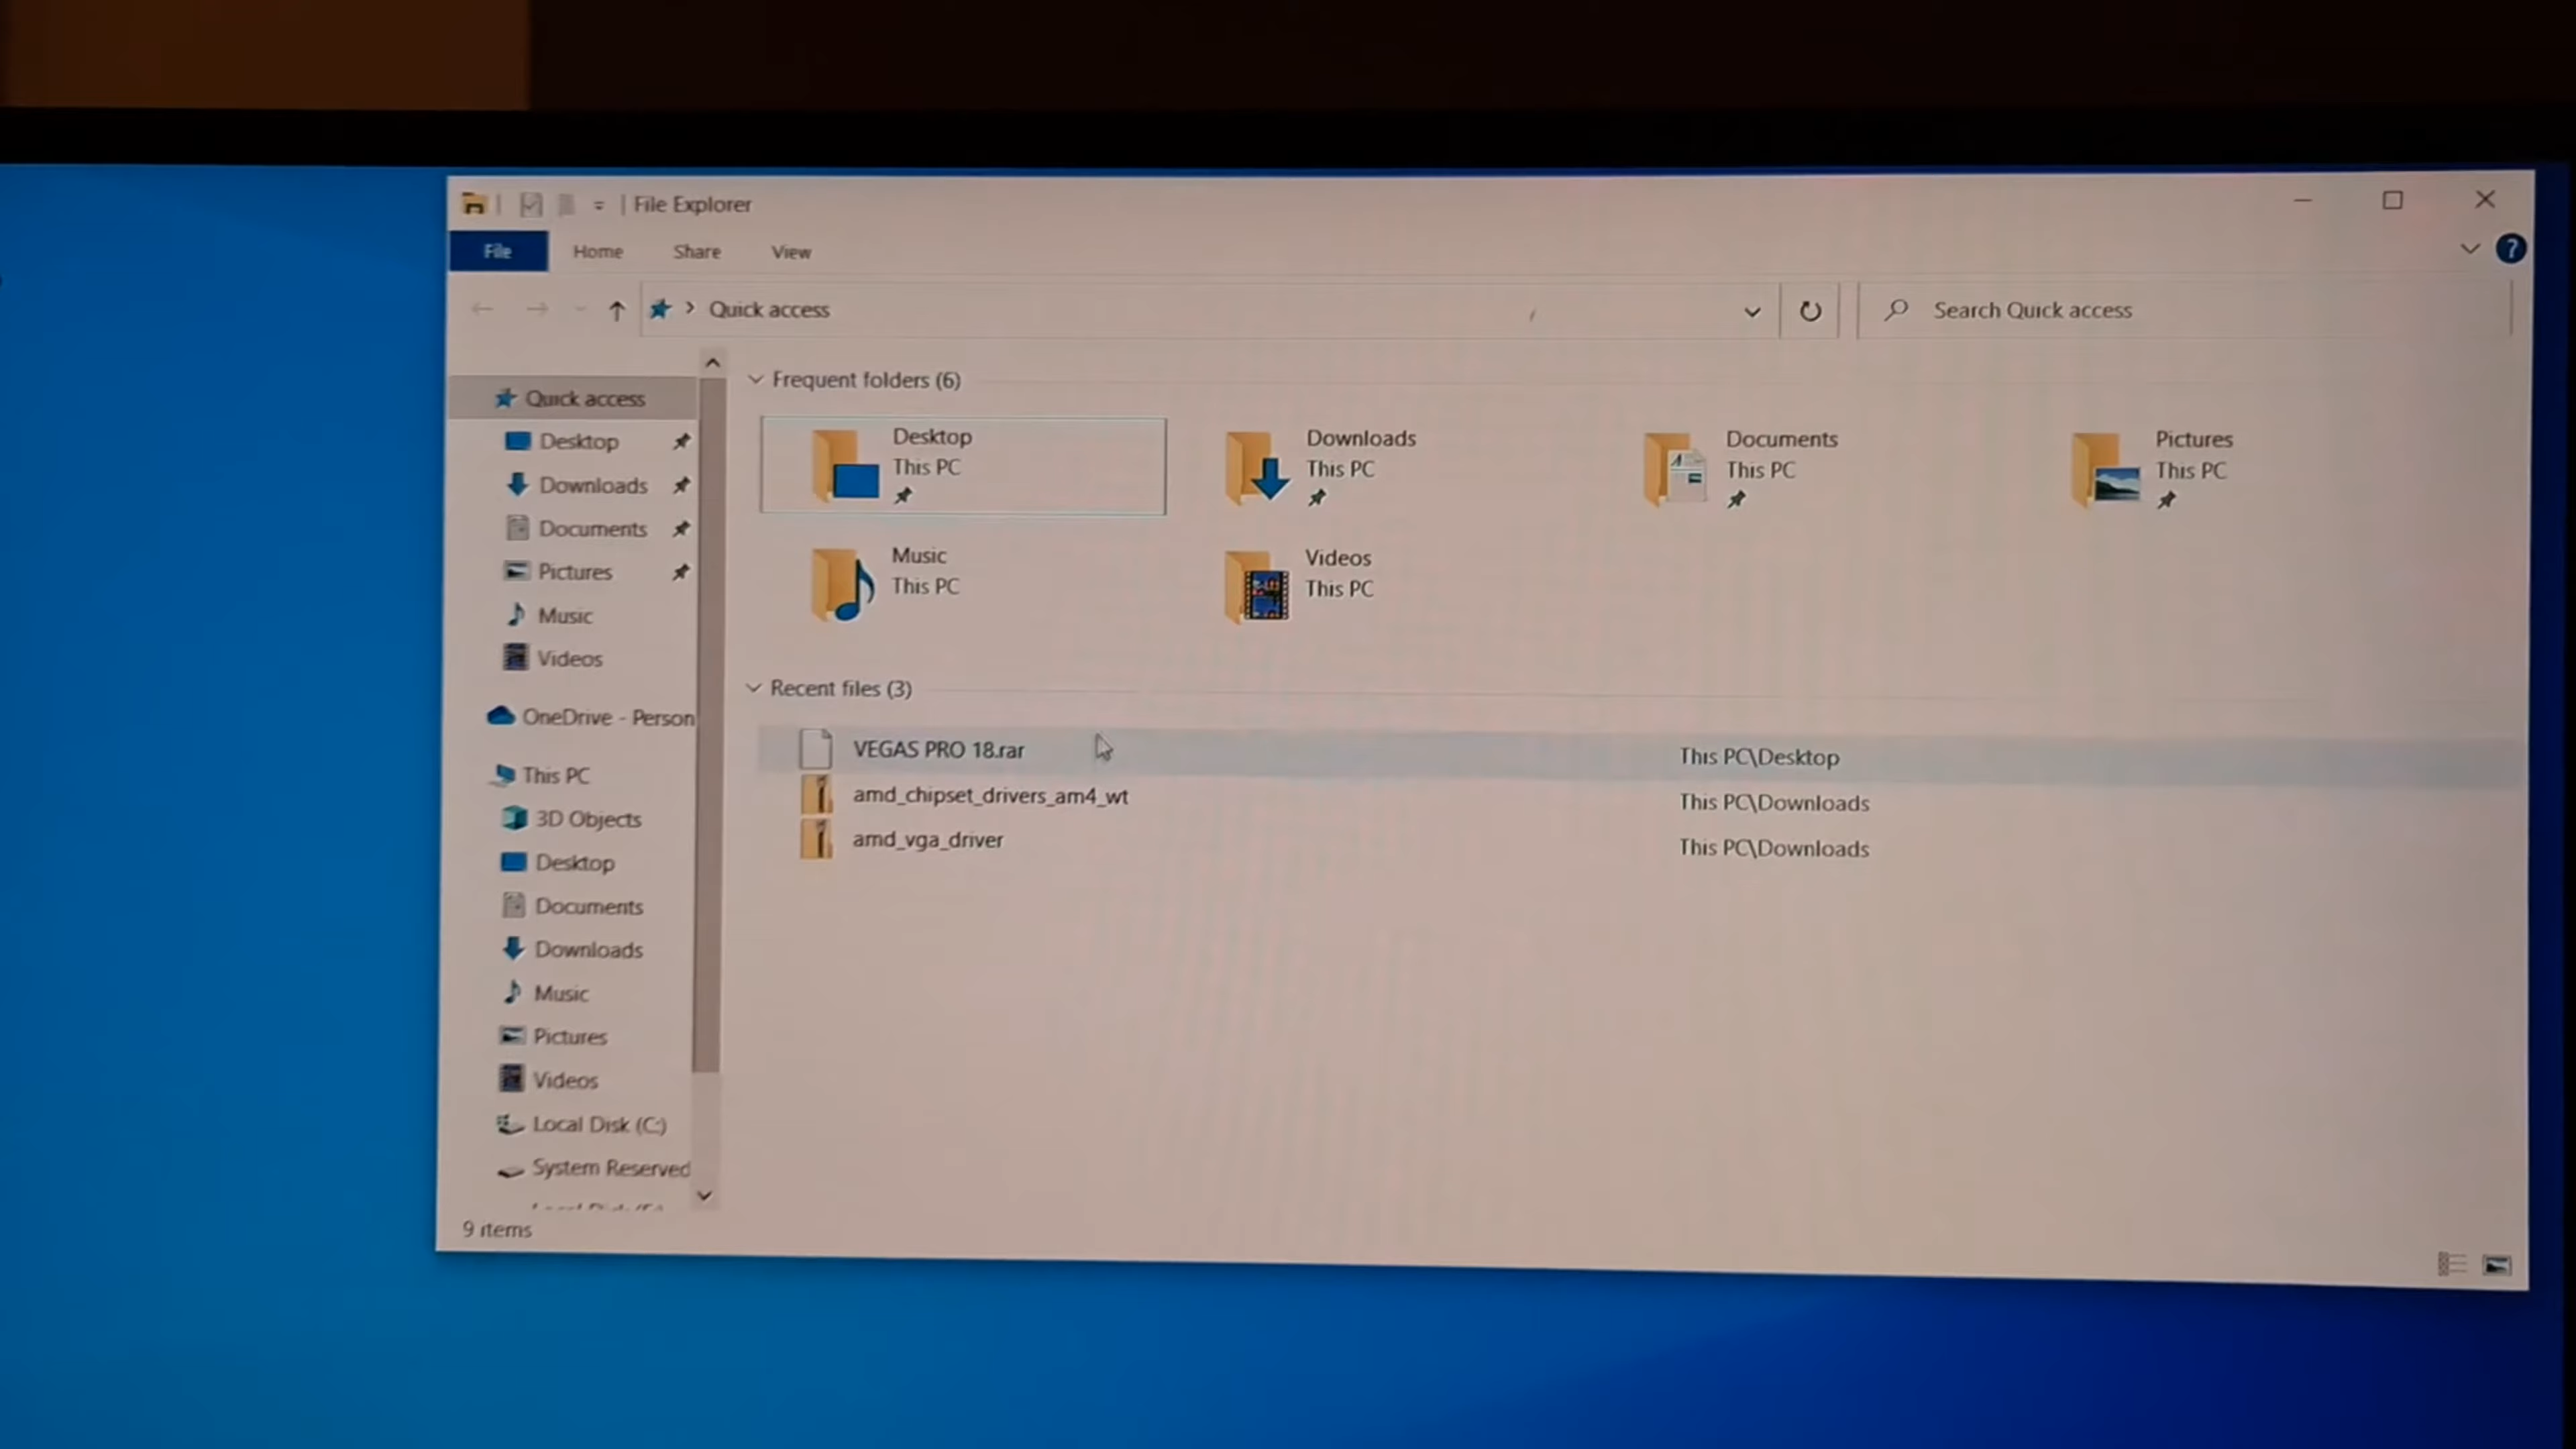 File Explorer
File Home Share View
Quick access
Search Quick access
Quick access
Desktop
Downloads
Documents
Pictures
Music
Videos
OneDrive - Person
This PC
3D Objects
Desktop
Documents
Downloads
Music
Pictures
Videos
Local Disk (C:)
System Reserved
9 items
Frequent folders (6)
Desktop
This PC
Downloads
This PC
Documents
This PC
Pictures
This PC
Music
This PC
Videos
This PC
Recent files (3)
VEGAS PRO 18.rar This PC\Desktop
amd_chipset_drivers_am4_wt This PC\Downloads
amd_vga_driver This PC\Downloads